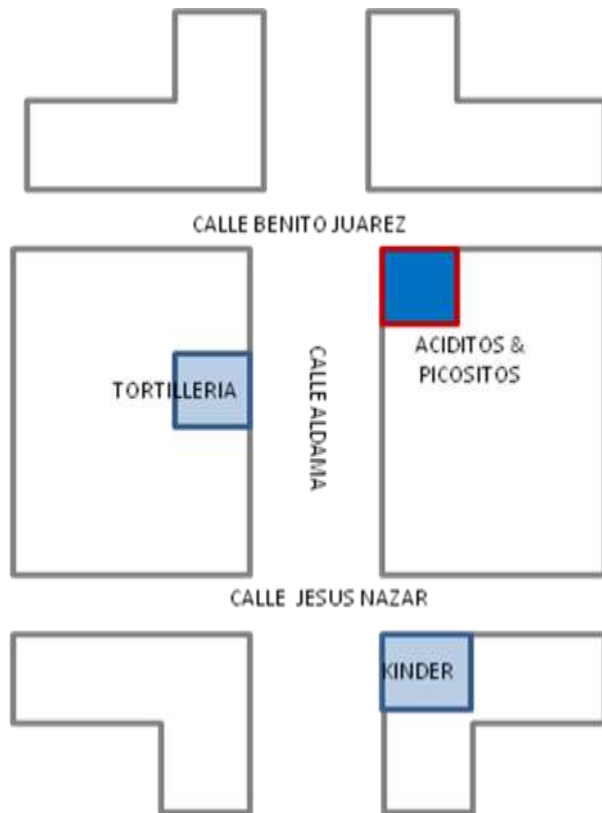 CALLE BENITO JUAREZ
ACIDITOS &
PICOSITOS
TORTILLERIA
CALLE ALDAMA
CALLE JESUS NAZAR
KINDER